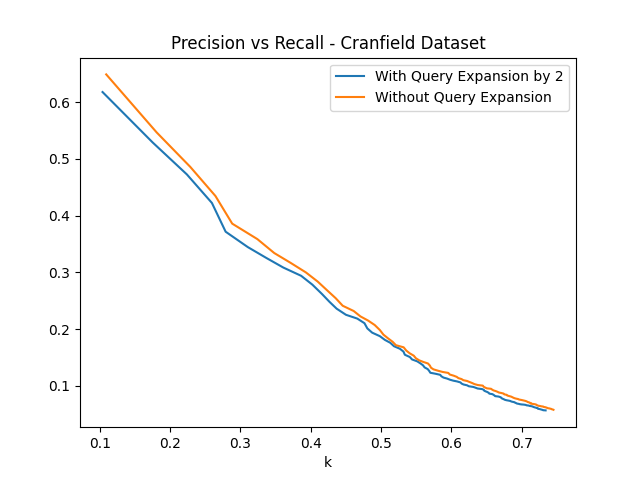 Precision vs Recall - Cranfield Dataset
With Query Expansion by 2
Without Query Expansion
0.6
0.5
0.4
0.3
0.2
0.1
0.1 0.2 0.3 0.4 0.5 0.6 0.7
k